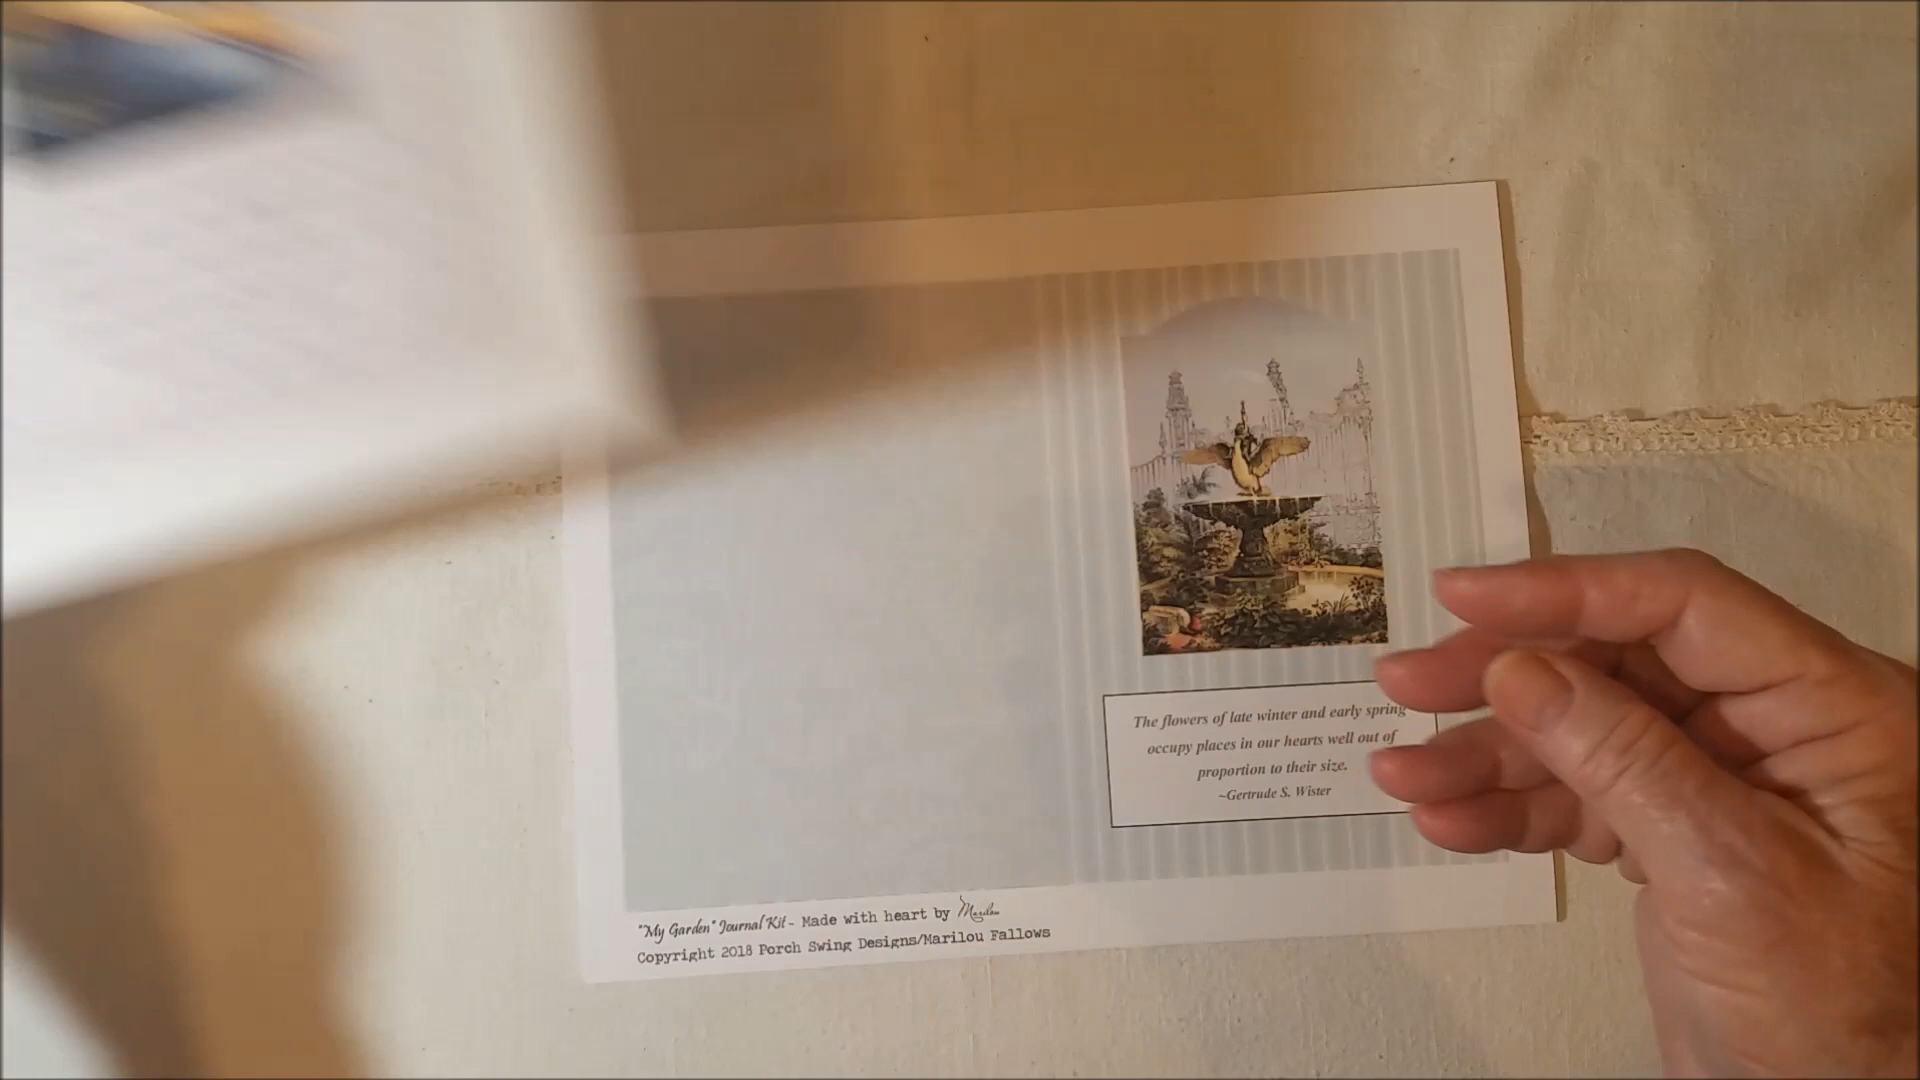 The flowers of late winter and early spring
occupy places in our hearts well out of
proportion to their size.
~Gertrude S. Wister
"My Garden" Journal Kit - Made with heart by Marilou
Copyright 2018 Porch Swing Designs/Marilou Fallows